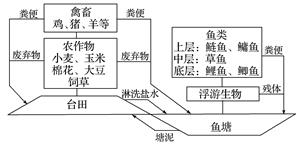 粪便
禽畜
鸡、猪、羊等
粪便
废弃物
农作物
小麦、玉米
棉花、大豆
饲草
废弃物
台田
淋洗盐水
塘泥
鱼类
上层：鲢鱼、鳙鱼
中层：草鱼
底层：鳗鱼、鲫鱼
粪便
浮游生物
残体
鱼塘